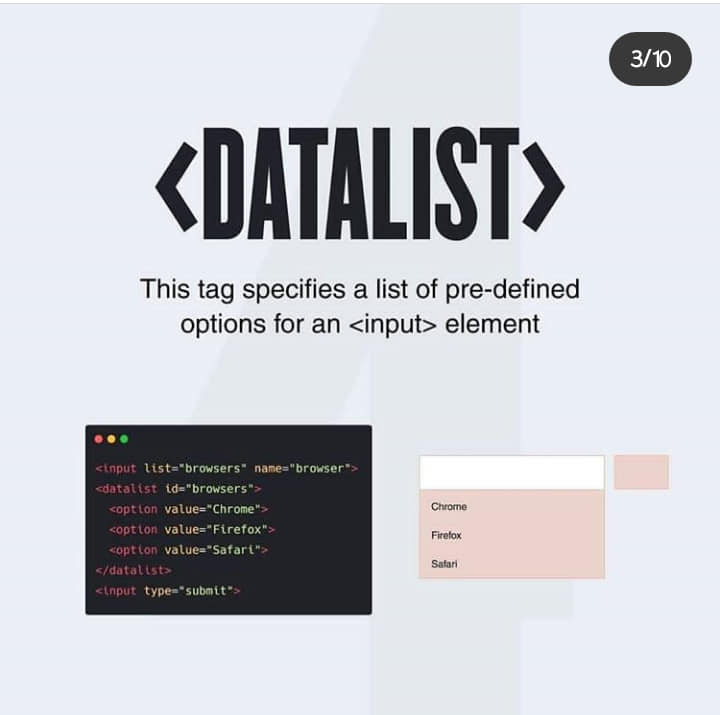 3/10
<DATALIST>
This tag specifies a list of pre-defined
options for an <input> element
<input list="browsers" name="browser">
<datalist id="browsers">
<option value="Chrome">
<option value="Firefox">
<option value="Safari">
</datalist>
<input type="submit">
Chrome
Firefox
Safari
4